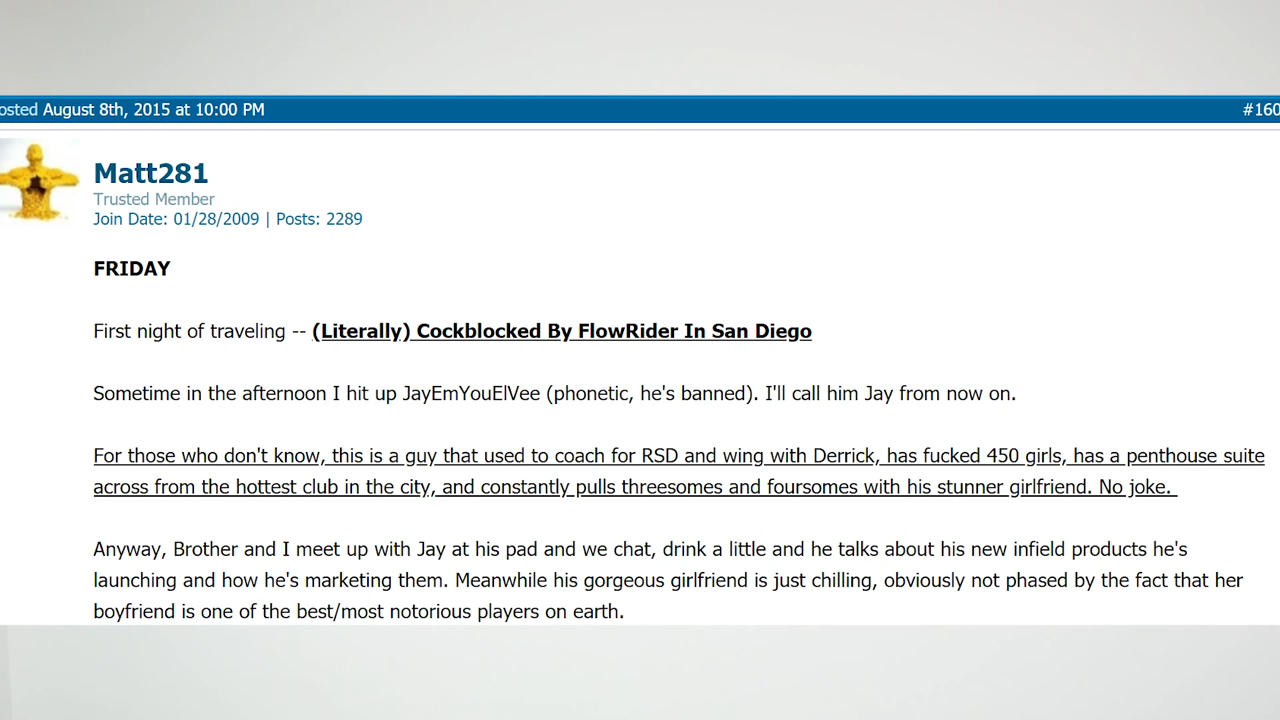 osted August 8th, 2015 at 10:00 PM #160
Matt281
Trusted Member
Join Date: 01/28/2009 | Posts: 2289
FRIDAY
First night of traveling -- (Literally) Cockblocked By FlowRider In San Diego
Sometime in the afternoon I hit up JayEmYouElVee (phonetic, he's banned). I'll call him Jay from now on.
For those who don't know, this is a guy that used to coach for RSD and wing with Derrick, has fucked 450 girls, has a penthouse suite
across from the hottest club in the city, and constantly pulls threesomes and foursomes with his stunner girlfriend. No joke.
Anyway, Brother and I meet up with Jay at his pad and we chat, drink a little and he talks about his new infield products he's
launching and how he's marketing them. Meanwhile his gorgeous girlfriend is just chilling, obviously not phased by the fact that her
boyfriend is one of the best/most notorious players on earth.